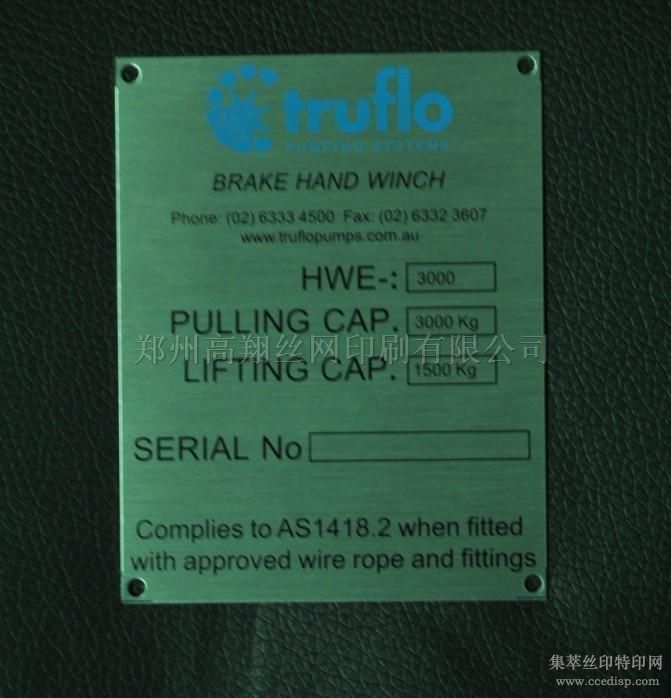 truflo
PUMPING SYSTEMS
BRAKE HAND WINCH
Phone: (02) 6333 4500 Fax: (02) 6332 3607
www.truflopumps.com.au
HWE-: 3000
PULLING CAP. 3000 Kg
郑州高翔丝网印刷有限公司
LIFTING CAP. 1500 Kg
SERIAL No
Complies to AS1418.2 when fitted
with approved wire rope and fittings
集萃丝印特印网
www.ccedisp.com